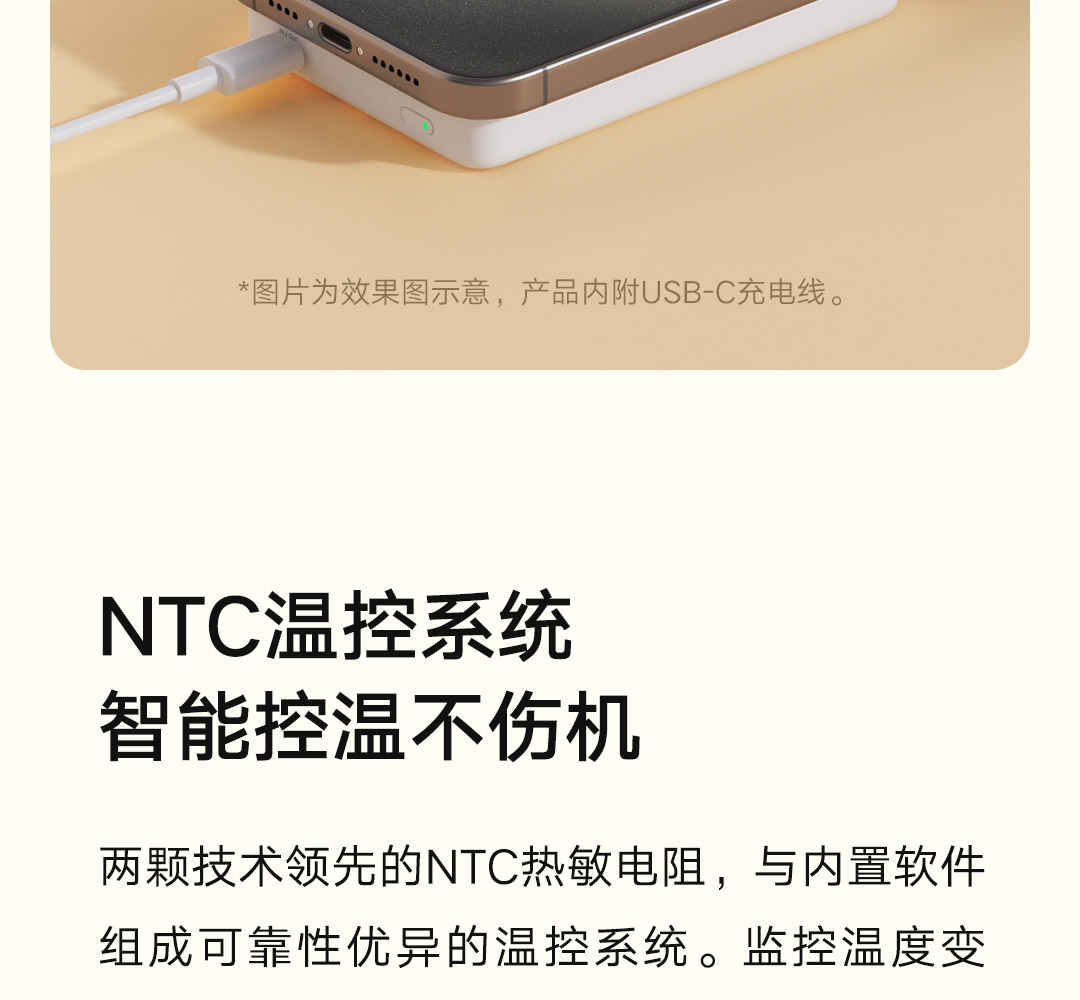 *图片为效果图示意，产品内附USB-C充电线。
NTC温控系统
智能控温不伤机
两颗技术领先的NTC热敏电阻，与内置软件
组成可靠性优异的温控系统。监控温度变